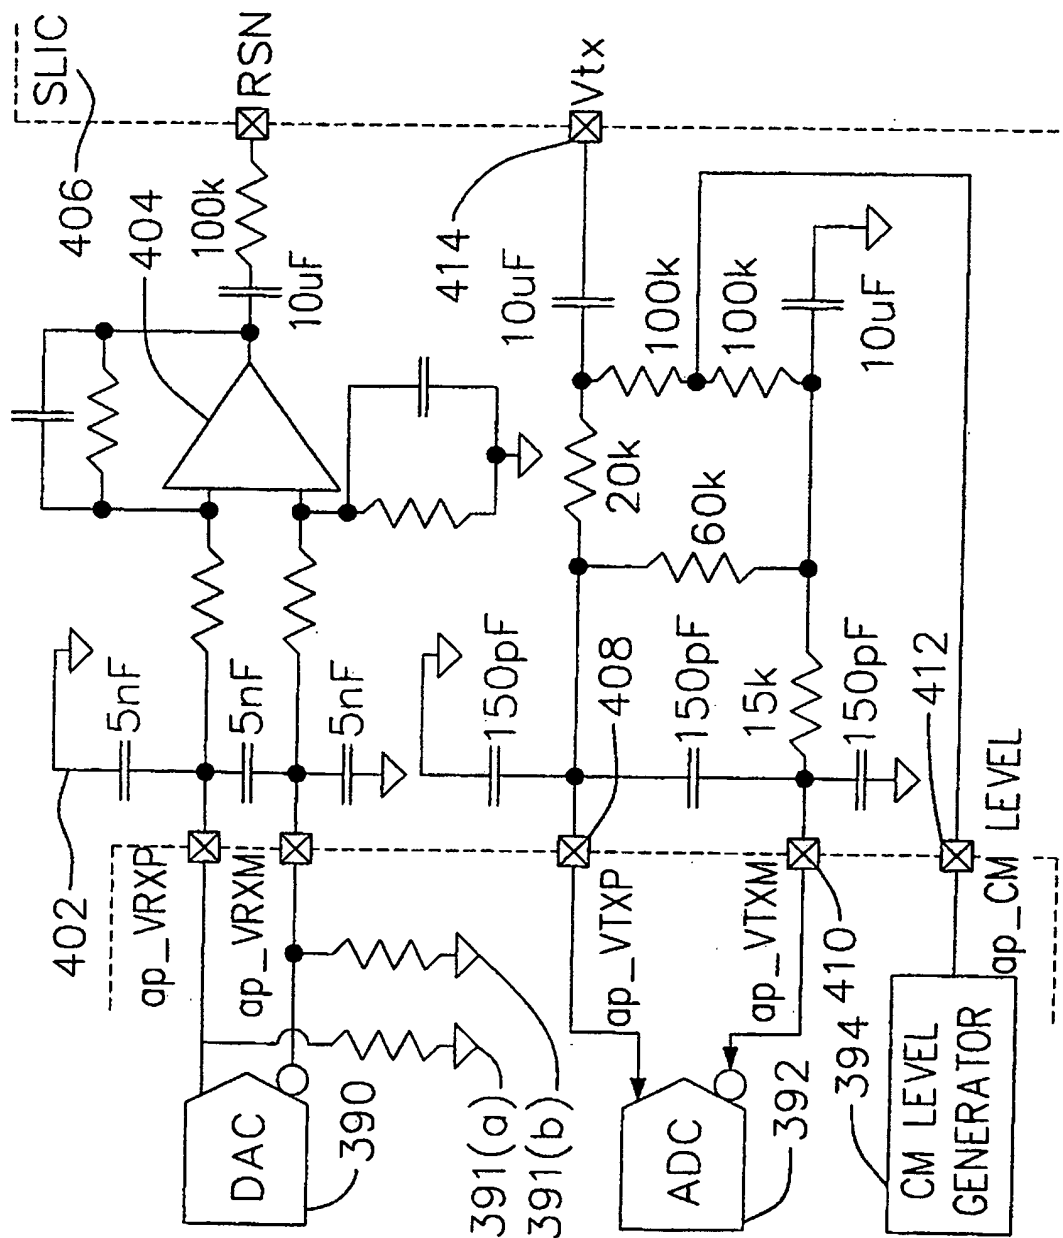 SLIC
406
404
100k
RSN
10uF
402
5nF
5nF
5nF
ap_VRXP
ap_VRXM
DAC
390
391(a)
391(b)
414
Vtx
10uF
100k
100k
10uF
20k
60k
150pF
150pF
15k
150pF
408
412
ap_VTXP
ap_VTXM
410
ap_CM LEVEL
ADC
392
394
CM LEVEL
GENERATOR